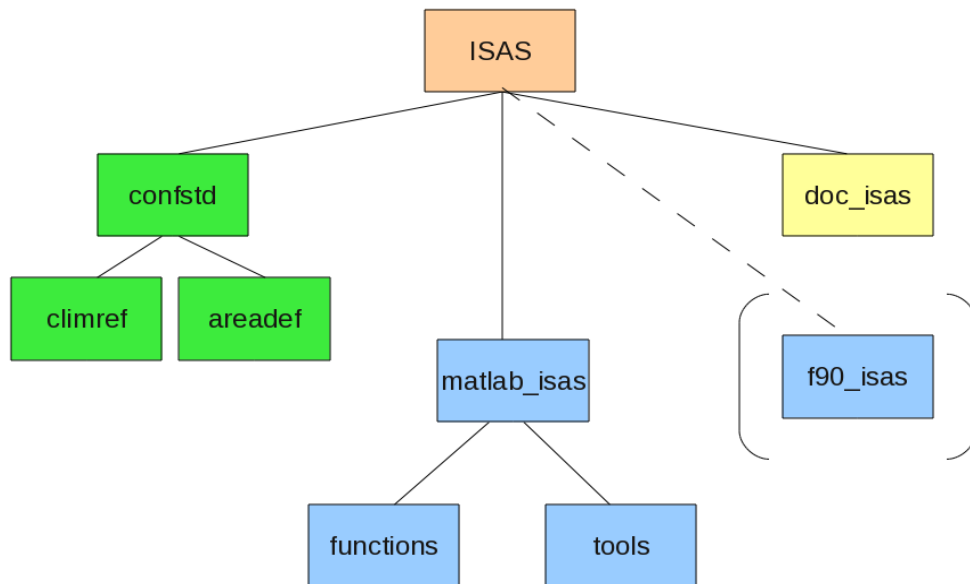 ISAS
confstd
doc_isas
climref
areadef
matlab_isas
f90_isas
functions
tools